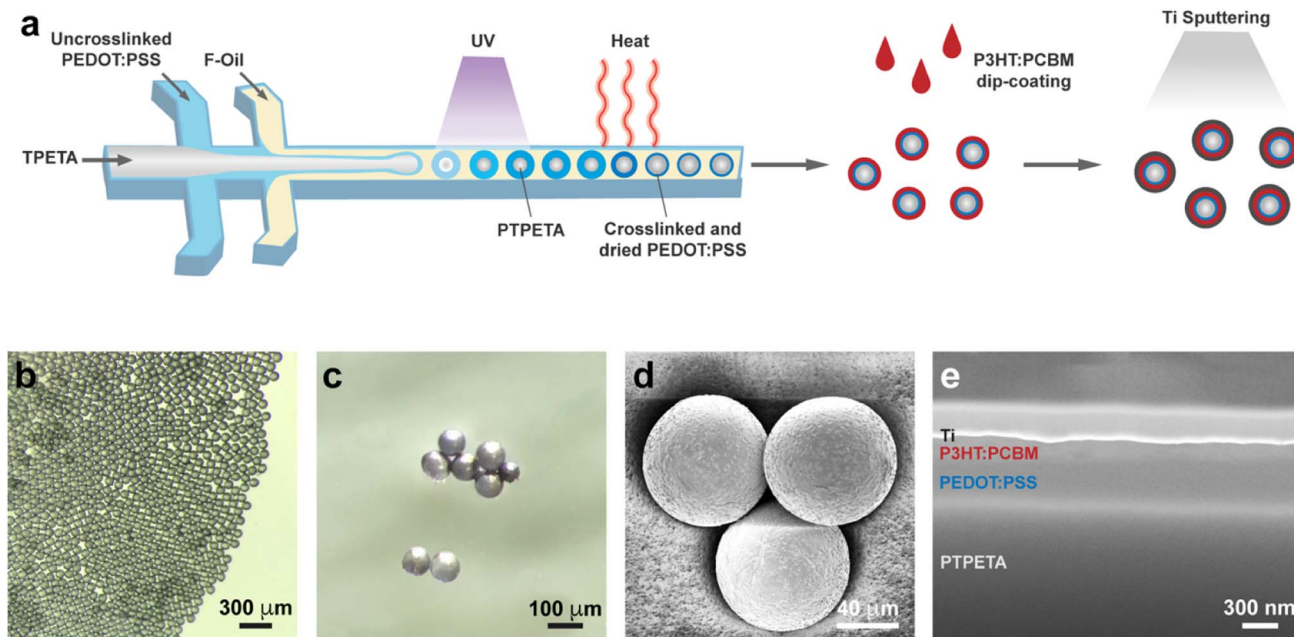 a
Uncrosslinked
PEDOT:PSS
F-Oil
UV
Heat
P3HT:PCBM
dip-coating
Ti Sputtering
TPETA
PTPETA
Crosslinked and
dried PEDOT:PSS
b
300 μm
c
100 μm
d
40 μm
e
Ti
P3HT:PCBM
PEDOT:PSS
PTPETA
300 nm